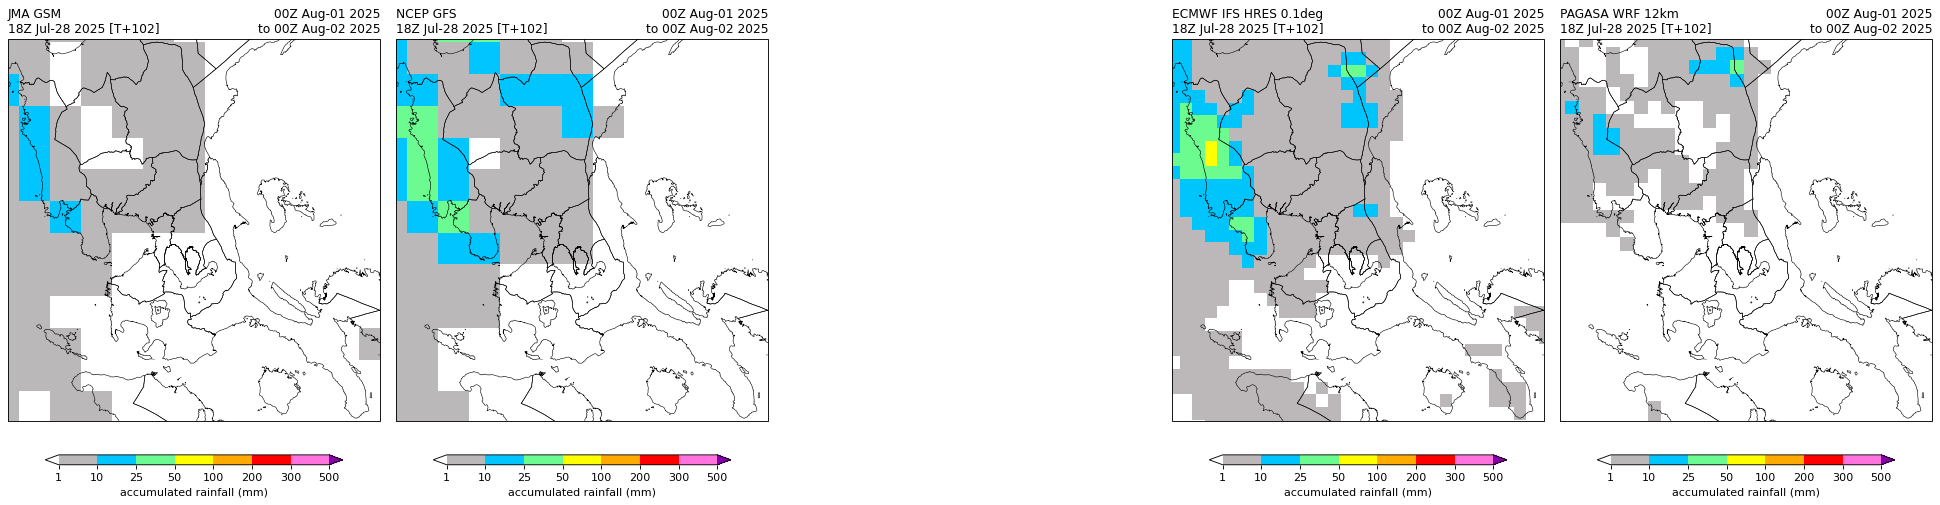 JMA GSM 00Z Aug-01 2025
18Z Jul-28 2025 [T+102] to 00Z Aug-02 2025
NCEP GFS 00Z Aug-01 2025
18Z Jul-28 2025 [T+102] to 00Z Aug-02 2025
ECMWF IFS HRES 0.1deg 00Z Aug-01 2025
18Z Jul-28 2025 [T+102] to 00Z Aug-02 2025
PAGASA WRF 12km 00Z Aug-01 2025
18Z Jul-28 2025 [T+102] to 00Z Aug-02 2025
1 10 25 50 100 200 300 500
accumulated rainfall (mm)
1 10 25 50 100 200 300 500
accumulated rainfall (mm)
1 10 25 50 100 200 300 500
accumulated rainfall (mm)
1 10 25 50 100 200 300 500
accumulated rainfall (mm)